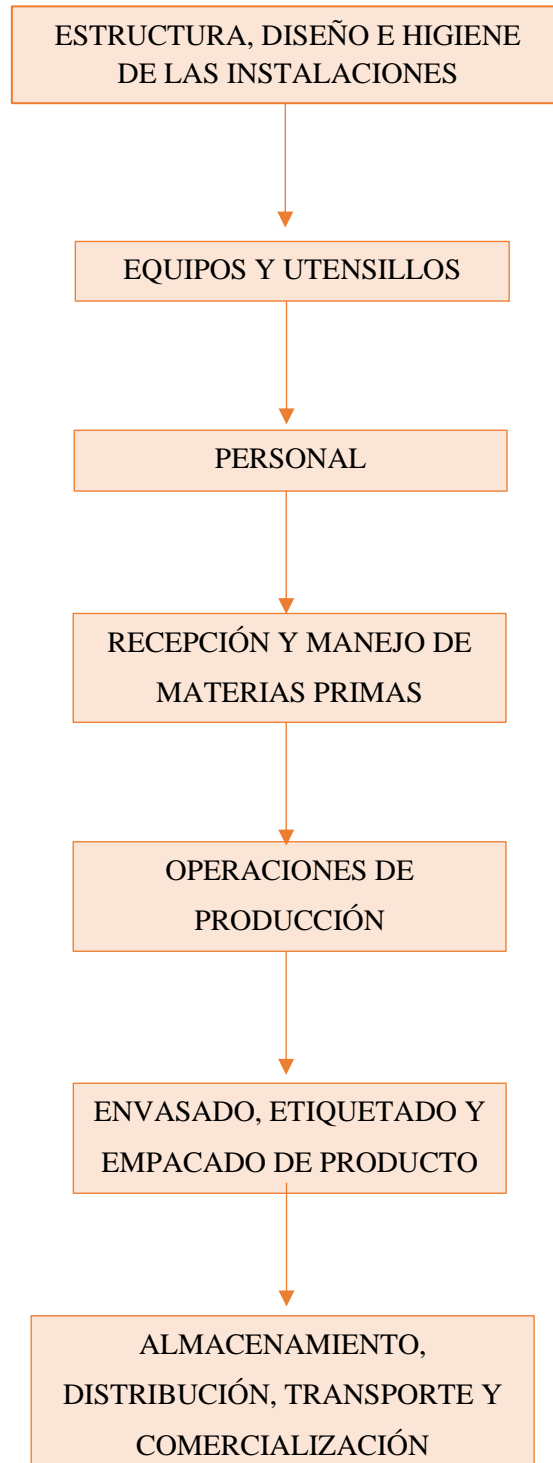 ESTRUCTURA, DISEÑO E HIGIENE
DE LAS INSTALACIONES
EQUIPOS Y UTENSILLOS
PERSONAL
RECEPCIÓN Y MANEJO DE
MATERIAS PRIMAS
OPERACIONES DE
PRODUCCIÓN
ENVASADO, ETIQUETADO Y
EMPACADO DE PRODUCTO
ALMACENAMIENTO,
DISTRIBUCIÓN, TRANSPORTE Y
COMERCIALIZACIÓN